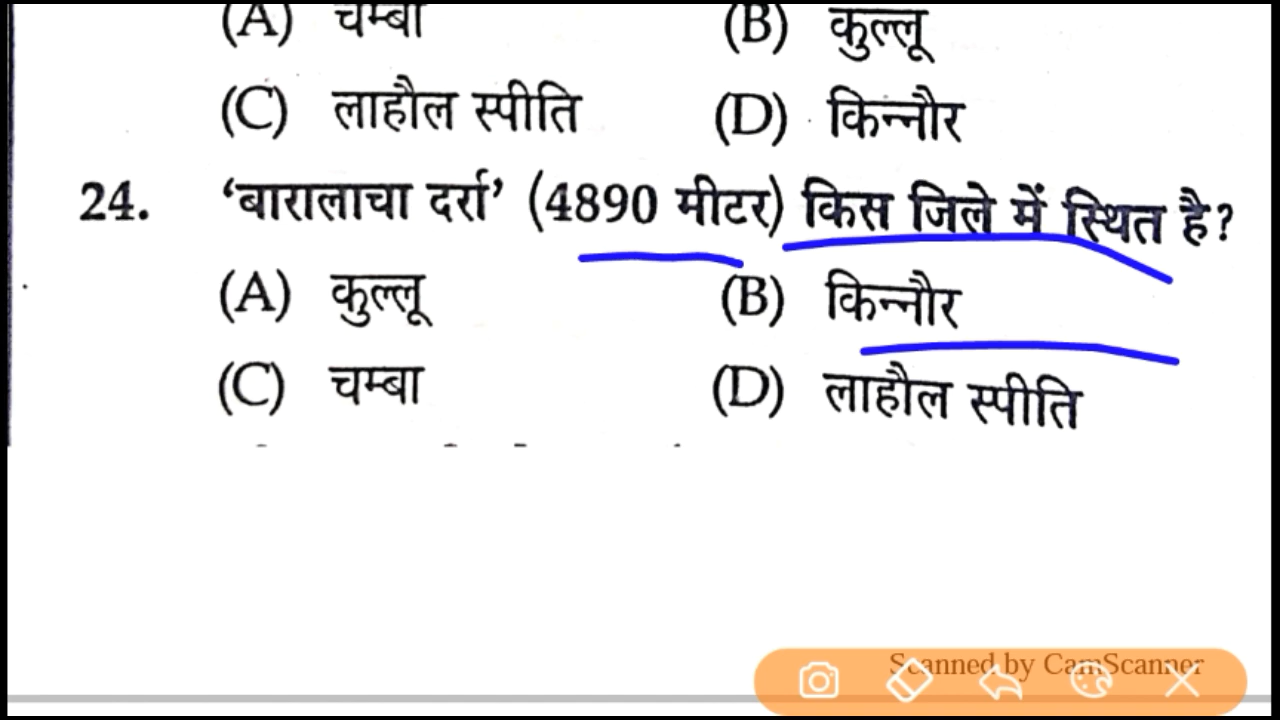 (A) चम्बा (B) कुल्लू
(C) लाहौल स्पीति (D) किन्नौर
24. ‘बारालाचा दर्रा’ (4890 मीटर) किस जिले में स्थित है?
(A) कुल्लू (B) किन्नौर
(C) चम्बा (D) लाहौल स्पीति
Scanned by CamScanner